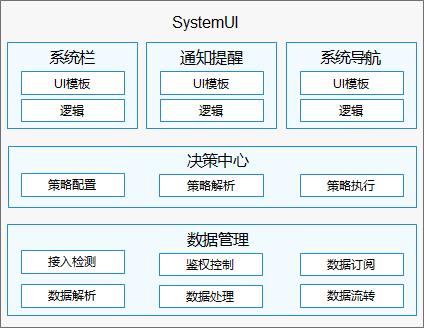 SystemUI
系统栏 通知提醒 系统导航
UI模板 UI模板 UI模板
逻辑 逻辑 逻辑
决策中心
策略配置 策略解析 策略执行
数据管理
接入检测 鉴权控制 数据订阅
数据解析 数据处理 数据流转